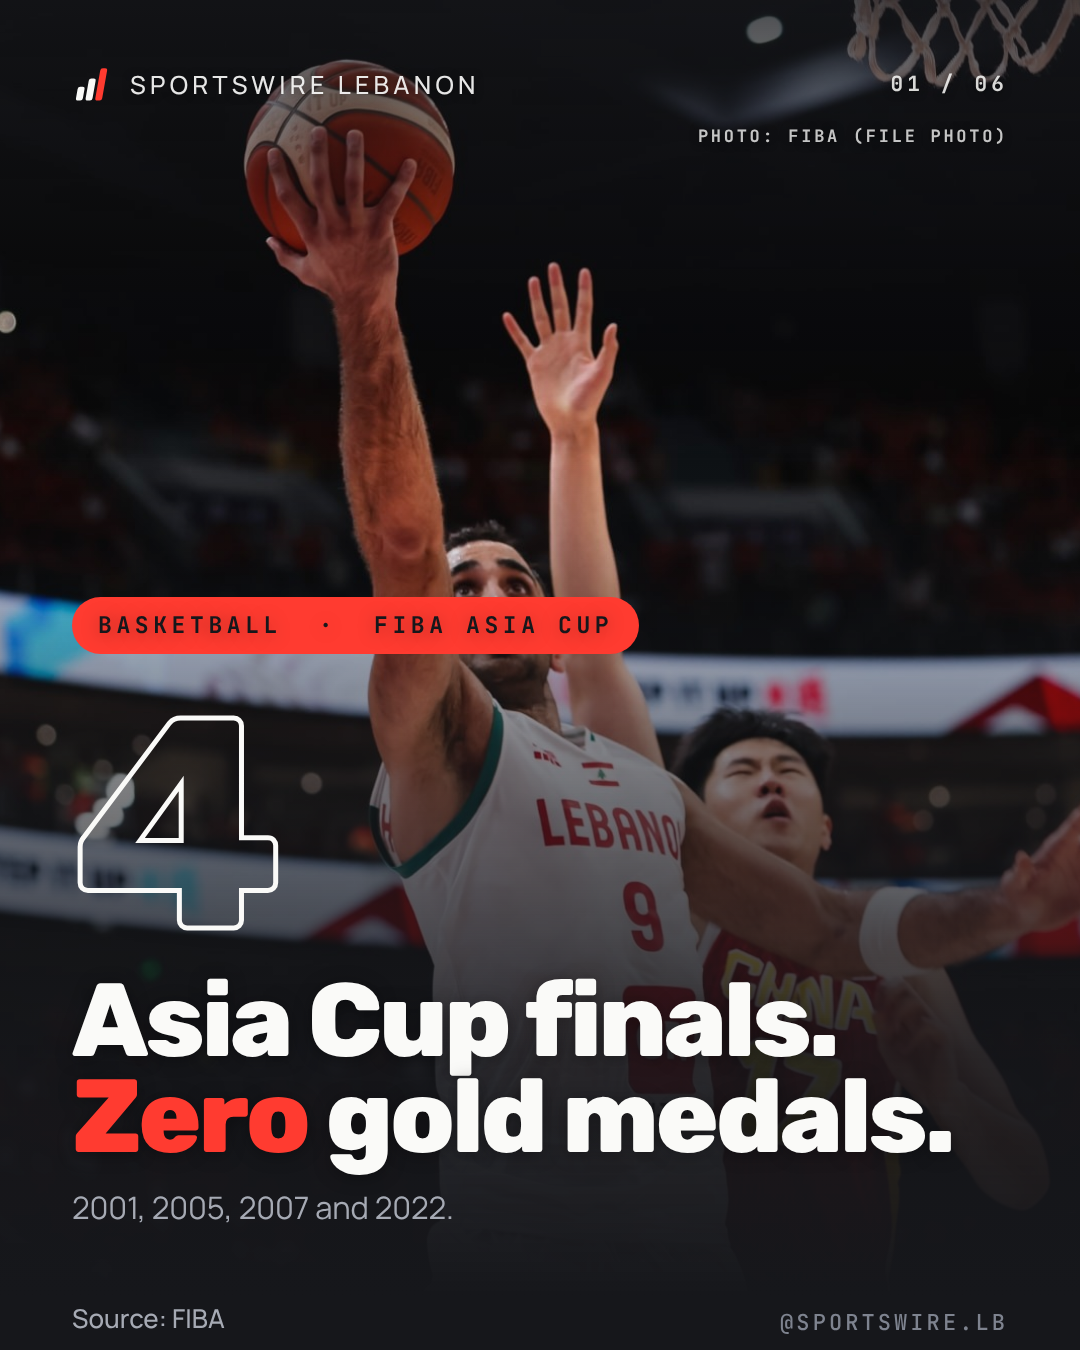 SPORTSWIRE LEBANON
01 / 06
PHOTO: FIBA (FILE PHOTO)
BASKETBALL · FIBA ASIA CUP
4
LEBANO
9
CHINA
Asia Cup finals.
Zero gold medals.
2001, 2005, 2007 and 2022.
Source: FIBA
@SPORTSWIRE.LB